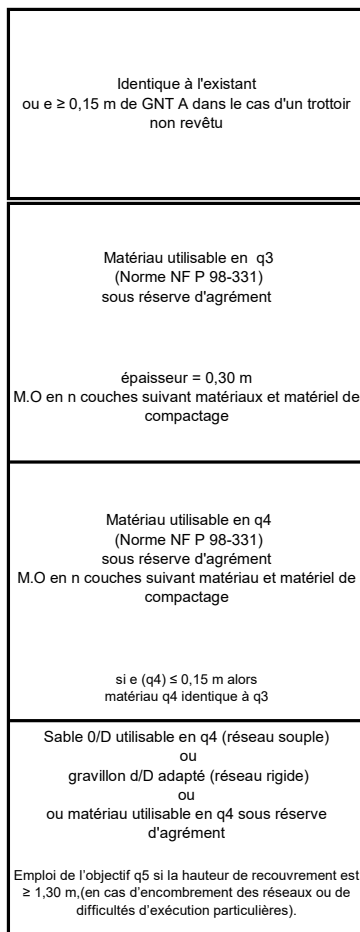 Identique à l'existant
ou e ≥ 0,15 m de GNT A dans le cas d'un trottoir
non revêtu
Matériau utilisable en q3
(Norme NF P 98-331)
sous réserve d'agrément
épaisseur = 0,30 m
M.O en n couches suivant matériaux et matériel de
compactage
Matériau utilisable en q4
(Norme NF P 98-331)
sous réserve d'agrément
M.O en n couches suivant matériau et matériel de
compactage
si e (q4) ≤ 0,15 m alors
matériau q4 identique à q3
Sable 0/D utilisable en q4 (réseau souple)
ou
gravillon d/D adapté (réseau rigide)
ou
ou matériau utilisable en q4 sous réserve
d'agrément
Emploi de l’objectif q5 si la hauteur de recouvrement est
≥ 1,30 m,(en cas d’encombrement des réseaux ou de
difficultés d’exécution particulières).